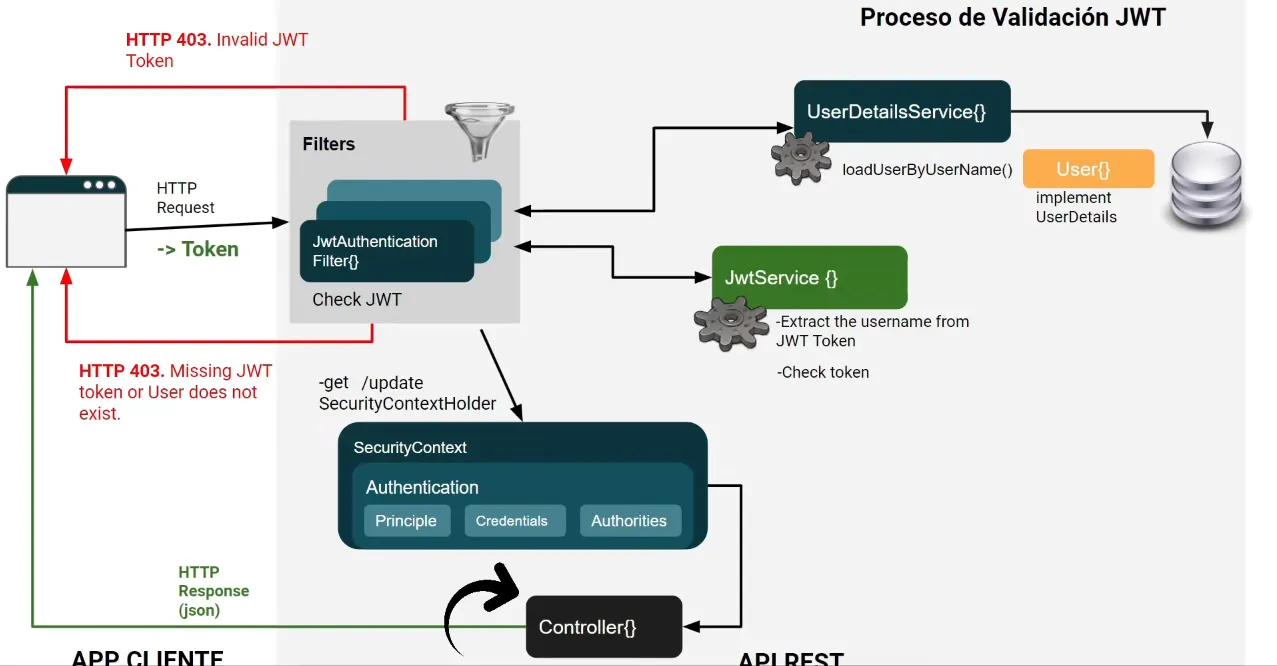 Proceso de Validación JWT
HTTP 403. Invalid JWT
Token
Filters
UserDetailsService{}
loadUserByUserName()
User{}
implement
UserDetails
HTTP
Request
-> Token
JwtAuthentication
Filter{}
Check JWT
JwtService {}
-Extract the username from
JWT Token
-Check token
HTTP 403. Missing JWT
token or User does not
exist.
-get /update
SecurityContextHolder
SecurityContext
Authentication
Principle
Credentials
Authorities
HTTP
Response
(json)
Controller{}
APP CLIENTE
API REST